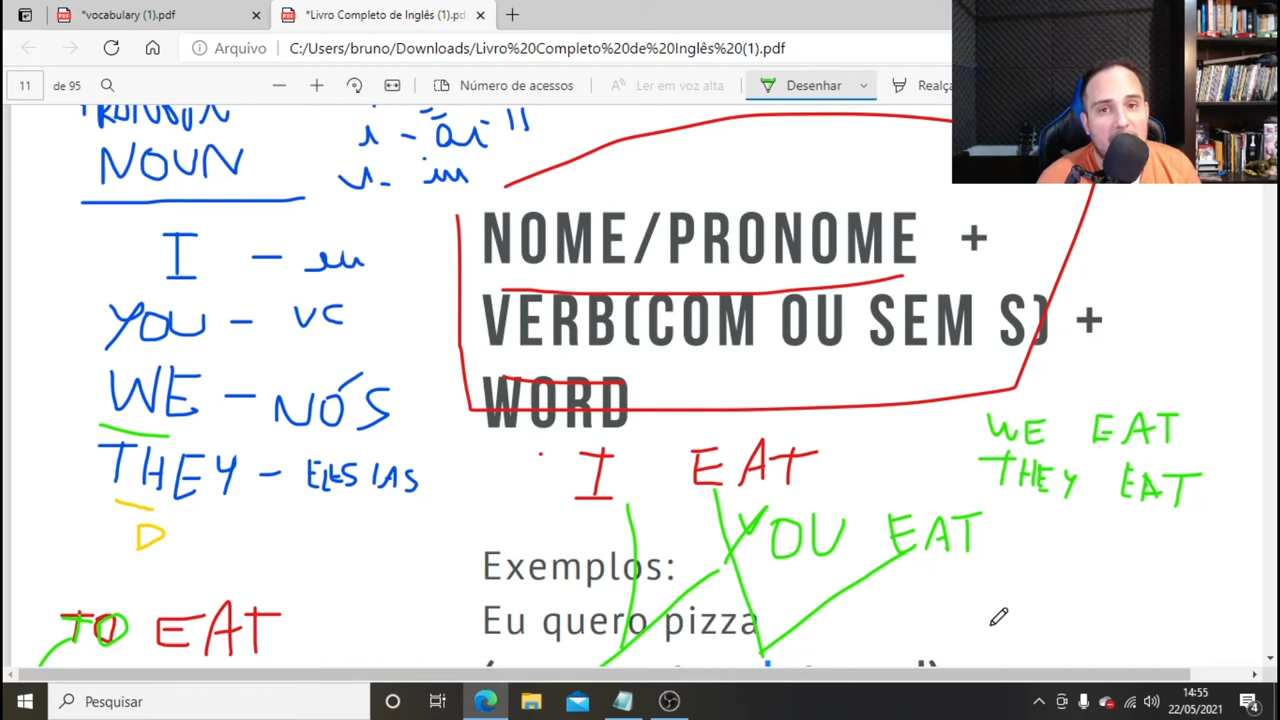 *vocabulary (1).pdf
*Livro Completo de Inglês (1).pd
Arquivo
C:/Users/bruno/Downloads/Livro%20Completo%20de%20Inglês%20(1).pdf
11 de 95
Número de acessos
Ler em voz alta
Desenhar
Realça
NOUN
I - eu
YOU - VC
WE - NÓS
THEY - ELES/AS
D
TO EAT
NOME/PRONOME +
VERB(COM OU SEM S) +
WORD
I EAT
YOU EAT
WE EAT
THEY EAT
Exemplos:
Eu quero pizza
Pesquisar
14:55
22/05/2021
4